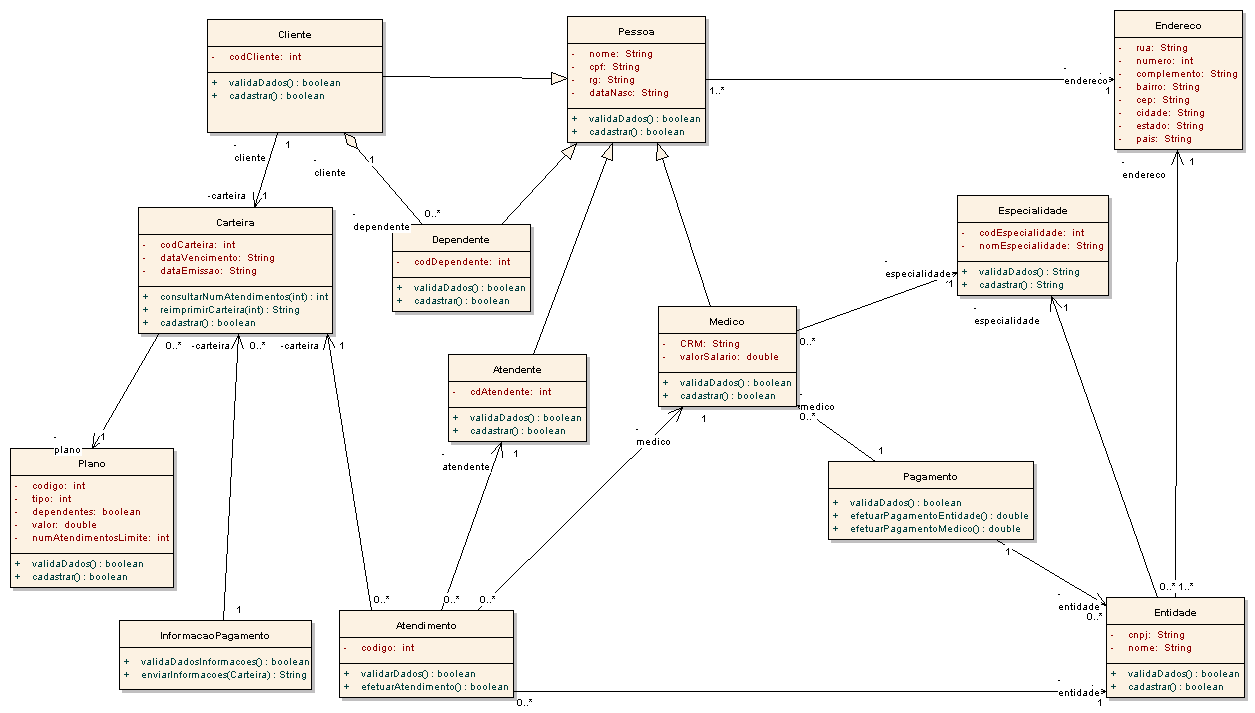 Cliente
- codCliente: int
+ validaDados() : boolean
+ cadastrar() : boolean
Pessoa
- nome: String
- cpf: String
- rg: String
- dataNasc: String
+ validaDados() : boolean
+ cadastrar() : boolean
Endereco
- rua: String
- numero: int
- complemento: String
- bairro: String
- cep: String
- cidade: String
- estado: String
- pais: String
1..*
-
endereco
1
-
cliente
1
-carteira
1
-
cliente
1
-
dependente
0..*
-
endereco
1
Carteira
- codCarteira: int
- dataVencimento: String
- dataEmissao: String
+ consultarNumAtendimentos(int) : int
+ reimprimirCarteira(int) : String
+ cadastrar() : boolean
Dependente
- codDependente: int
+ validaDados() : boolean
+ cadastrar() : boolean
Especialidade
- codEspecialidade: int
- nomEspecialidade: String
+ validaDados() : String
+ cadastrar() : String
-
especialidade
1
-
especialidade
1
Medico
- CRM: String
- valorSalario: double
+ validaDados() : boolean
+ cadastrar() : boolean
0..*
0..*
-carteira
0..*
-carteira
1
Atendente
- cdAtendente: int
+ validaDados() : boolean
+ cadastrar() : boolean
-
medico
0..*
1
-
medico
1
-
atendente
1
-
plano
1
Plano
- codigo: int
- tipo: int
- dependentes: boolean
- valor: double
- numAtendimentosLimite: int
+ validaDados() : boolean
+ cadastrar() : boolean
Pagamento
+ validaDados() : boolean
+ efetuarPagamentoEntidade() : double
+ efetuarPagamentoMedico() : double
1
-
entidade
0..*
0..*
1..*
1
0..*
0..*
0..*
InformacaoPagamento
+ validaDadosInformacoes() : boolean
+ enviarInformacoes(Carteira) : String
Atendimento
- codigo: int
+ validarDados() : boolean
+ efetuarAtendimento() : boolean
Entidade
- cnpj: String
- nome: String
+ validaDados() : boolean
+ cadastrar() : boolean
0..*
-
entidade
1